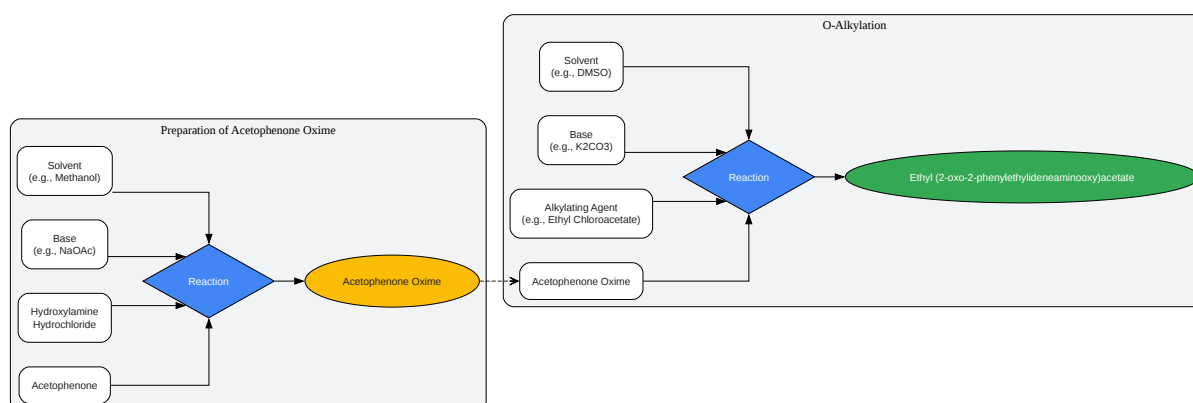 Preparation of Acetophenone Oxime
Solvent
(e.g., Methanol)
Base
(e.g., NaOAc)
Hydroxylamine
Hydrochloride
Acetophenone
Reaction
Acetophenone Oxime
O-Alkylation
Solvent
(e.g., DMSO)
Base
(e.g., K2CO3)
Alkylating Agent
(e.g., Ethyl Chloroacetate)
Acetophenone Oxime
Reaction
Ethyl (2-oxo-2-phenylethylideneaminooxy)acetate